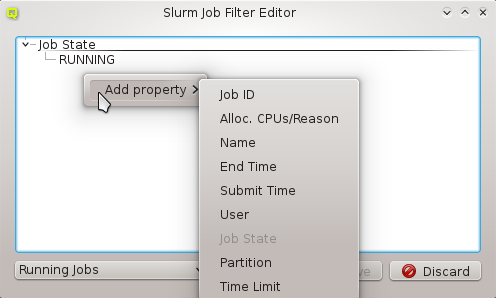 Slurm Job Filter Editor
Job State
RUNNING
Add property
Job ID
Alloc. CPUs/Reason
Name
End Time
Submit Time
User
Job State
Partition
Time Limit
Running Jobs
Discard